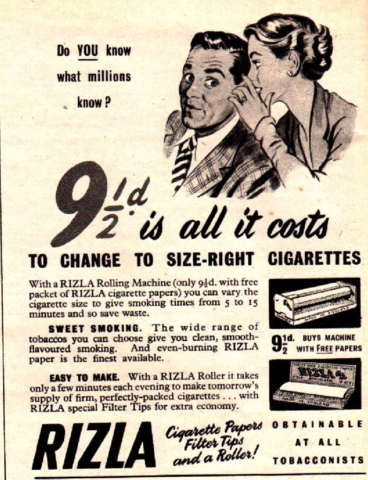 Do YOU know
what millions
know?
9½d. is all it costs
TO CHANGE TO SIZE-RIGHT CIGARETTES
With a RIZLA Rolling Machine (only 9½d. with free
packet of RIZLA cigarette papers) you can vary the
cigarette size to give smoking times from 5 to 15
minutes and so save waste.
SWEET SMOKING. The wide range of
tobaccos you can choose give you clean, smooth-
flavoured smoking. And even-burning RIZLA
paper is the finest available.
EASY TO MAKE. With a RIZLA Roller it takes
only a few minutes each evening to make tomorrow's
supply of firm, perfectly-packed cigarettes . . . with
RIZLA special Filter Tips for extra economy.
9½d. BUYS MACHINE
WITH FREE PAPERS
RIZLA
Cigarette Papers
Filter Tips
and a Roller!
OBTAINABLE
AT ALL
TOBACCONISTS